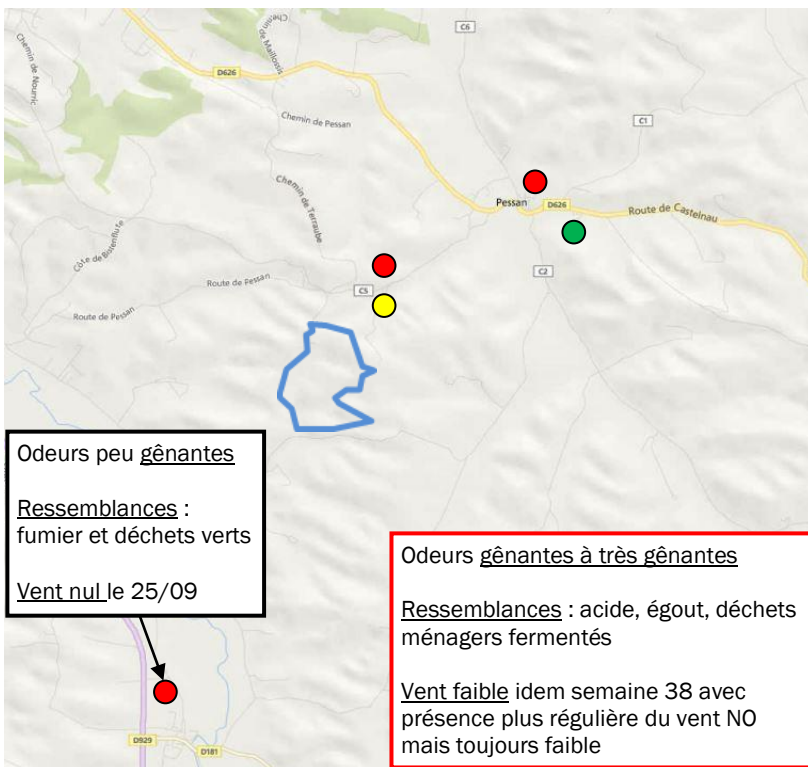 Chemin de Nourric
Chemin
de Maillostis
C6
D626
Chemin de Pessan
C1
Chemin de Terraube
Pessan
D626
Route de Castelnau
Côte de Bistenflute
C2
Route de Pessan
C5
Route de Pessan
Odeurs peu gênantes
Ressemblances :
fumier et déchets verts
Vent nul le 25/09
Odeurs gênantes à très gênantes
Ressemblances : acide, égout, déchets
ménagers fermentés
Vent faible idem semaine 38 avec
présence plus régulière du vent NO
mais toujours faible
D929
D181